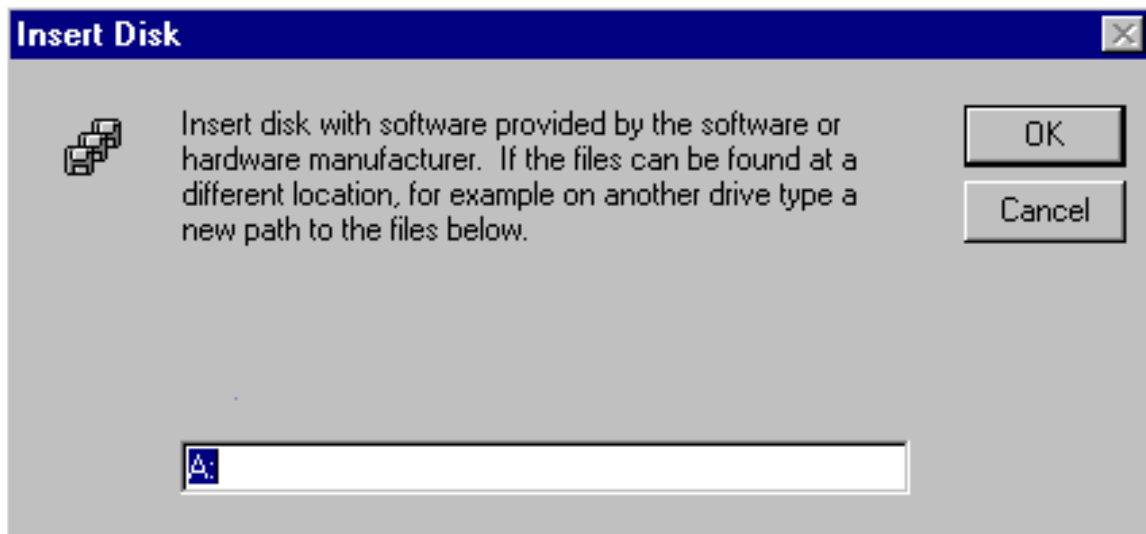 Insert Disk
Insert disk with software provided by the software or
hardware manufacturer.  If the files can be found at a
different location, for example on another drive type a
new path to the files below.
OK
Cancel
A: